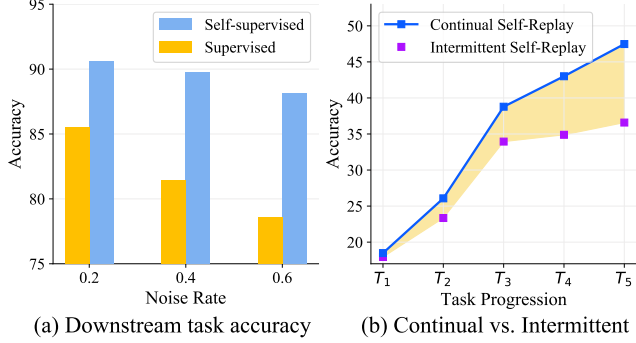 95
90
85
80
75
Accuracy
Self-supervised
Supervised
0.2
0.4
0.6
Noise Rate
(a) Downstream task accuracy
50
45
40
35
30
25
20
Accuracy
Continual Self-Replay
Intermittent Self-Replay
T1
T2
T3
T4
T5
Task Progression
(b) Continual vs. Intermittent